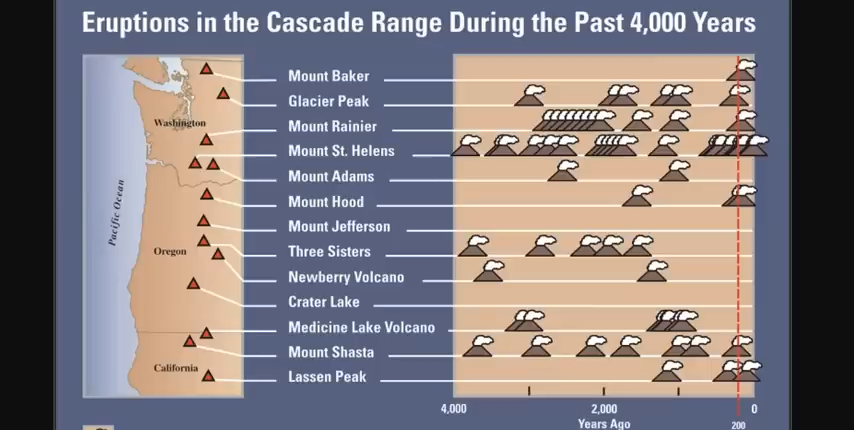 Eruptions in the Cascade Range During the Past 4,000 Years
Mount Baker
Glacier Peak
Washington
Mount Rainier
Mount St. Helens
Mount Adams
Pacific Ocean
Mount Hood
Mount Jefferson
Oregon
Three Sisters
Newberry Volcano
Crater Lake
Medicine Lake Volcano
Mount Shasta
California
Lassen Peak
4,000 2,000 0
Years Ago
200